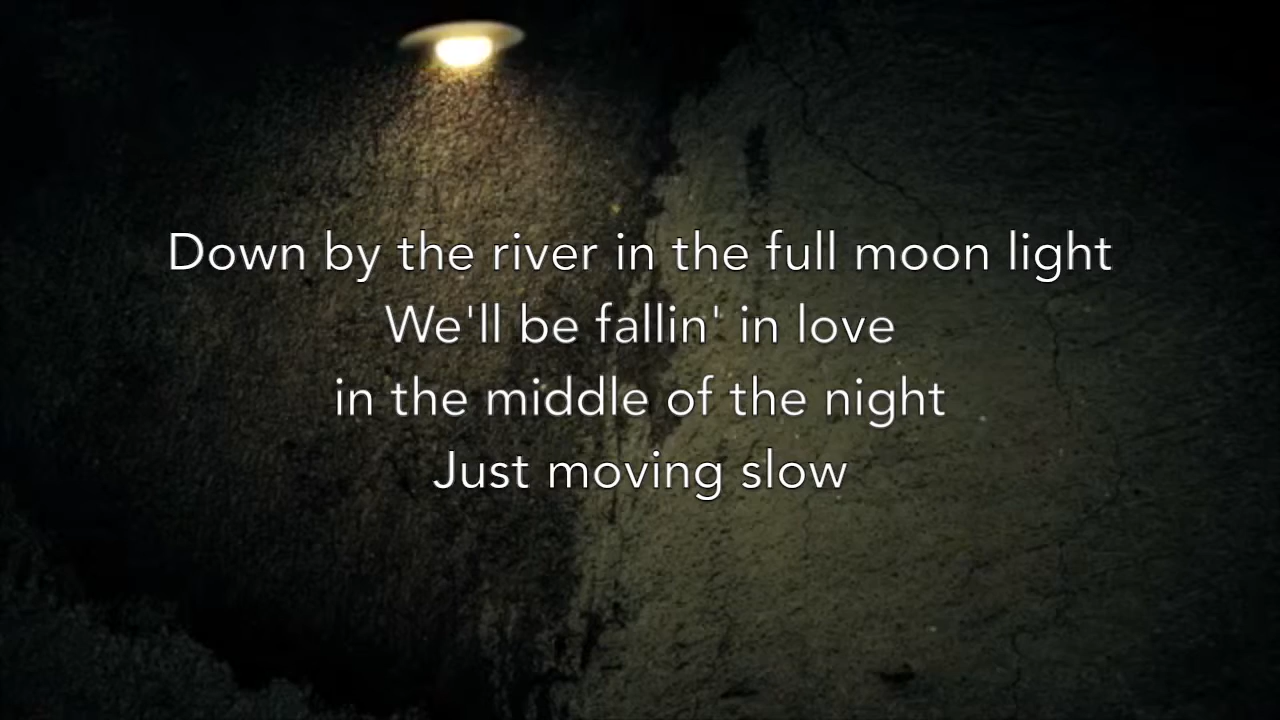 Down by the river in the full moon light
We'll be fallin' in love
in the middle of the night
Just moving slow